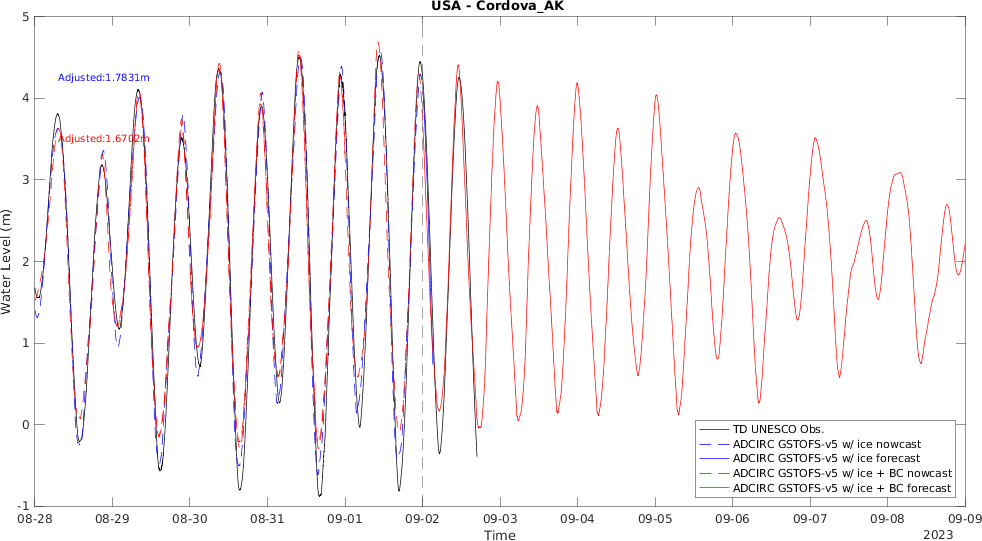 USA - Cordova_AK
5
4
3
2
1
0
-1
Water Level (m)
Adjusted:1.7831m
Adjusted:1.6702m
TD UNESCO Obs.
ADCIRC GSTOFS-v5 w/ ice nowcast
ADCIRC GSTOFS-v5 w/ ice forecast
ADCIRC GSTOFS-v5 w/ ice + BC nowcast
ADCIRC GSTOFS-v5 w/ ice + BC forecast
08-28 08-29 08-30 08-31 09-01 09-02 09-03 09-04 09-05 09-06 09-07 09-08 09-09
Time
2023